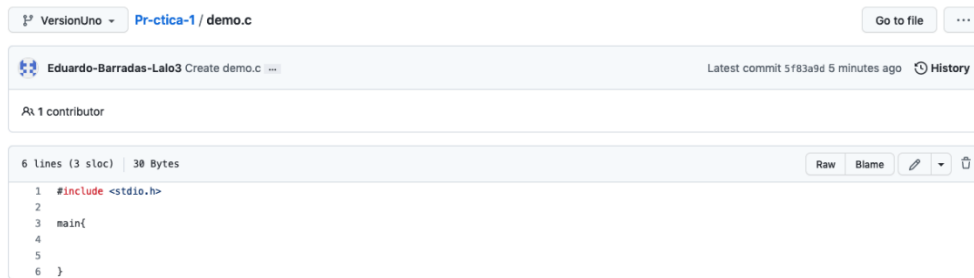 VersionUno Pr-ctica-1 / demo.c Go to file ...
Eduardo-Barradas-Lalo3 Create demo.c ... Latest commit 5f83a9d 5 minutes ago History
1 contributor
6 lines (3 sloc) 30 Bytes Raw Blame
1 #include <stdio.h>
2
3 main{
4
5
6 }